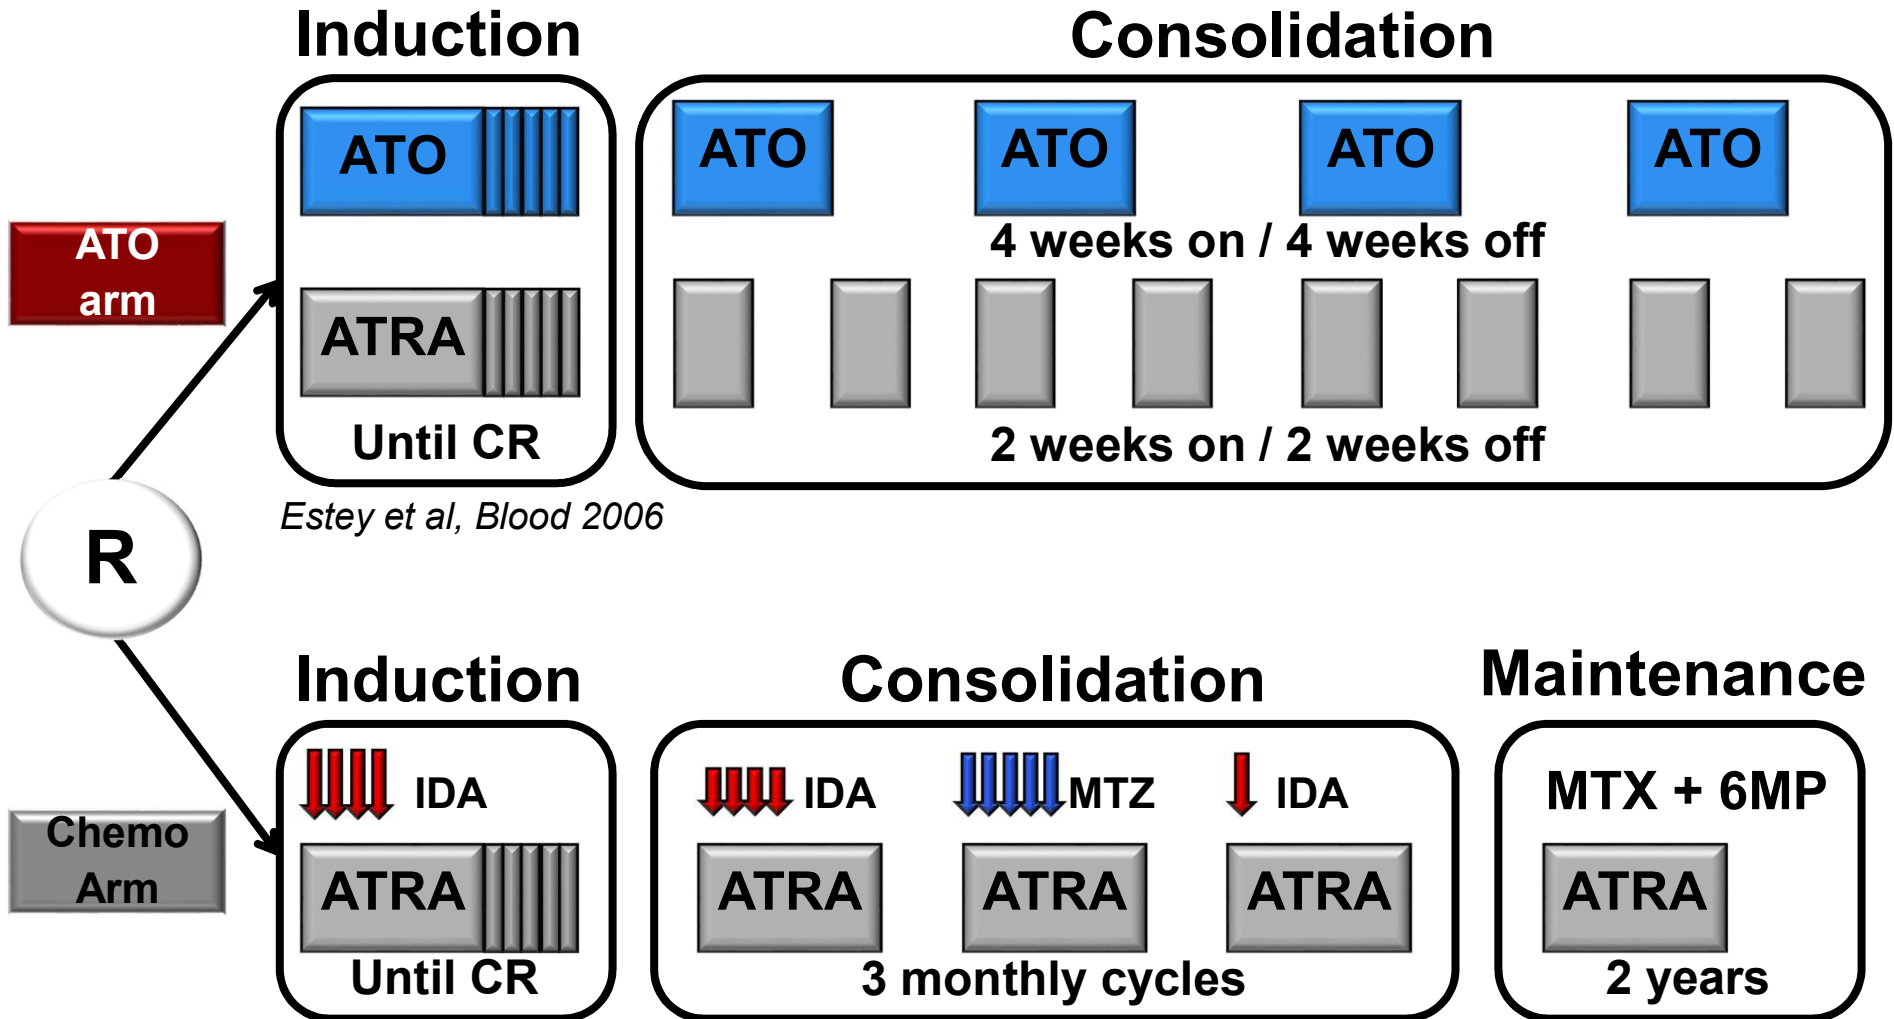 Induction
Consolidation
ATO
ATO
ATO
ATO
ATO
4 weeks on / 4 weeks off
ATO
arm
ATRA
Until CR
2 weeks on / 2 weeks off
Estey et al, Blood 2006
R
Induction
Consolidation
Maintenance
IDA
IDA
MTZ
IDA
MTX + 6MP
Chemo
Arm
ATRA
ATRA
ATRA
ATRA
ATRA
Until CR
3 monthly cycles
2 years